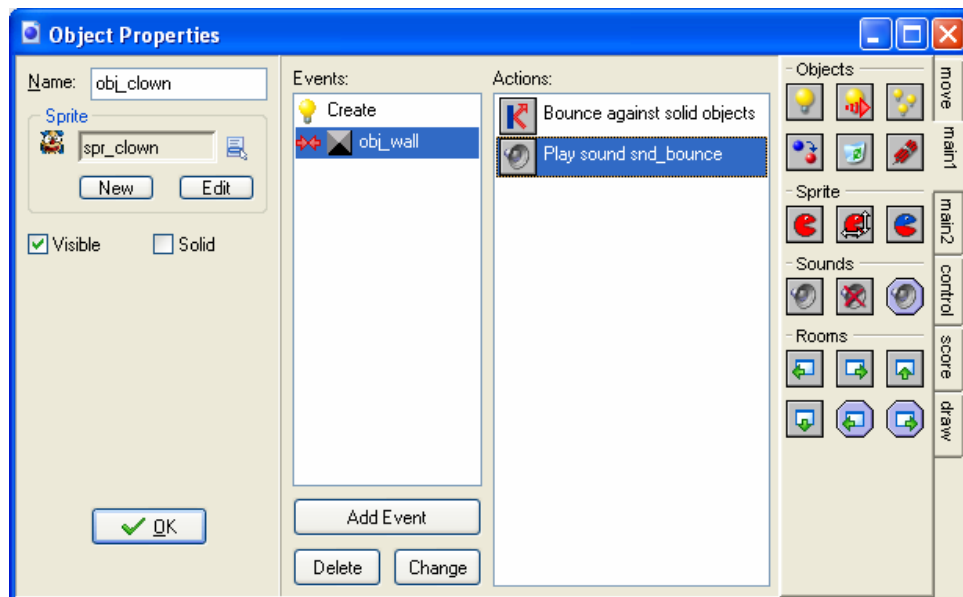 Object Properties
Name: obj_clown
Sprite
spr_clown
New Edit
Visible Solid
OK
Events:
Create
obj_wall
Add Event
Delete Change
Actions:
Bounce against solid objects
Play sound snd_bounce
Objects
Sprite
Sounds
Rooms
move
main1
main2
control
score
draw